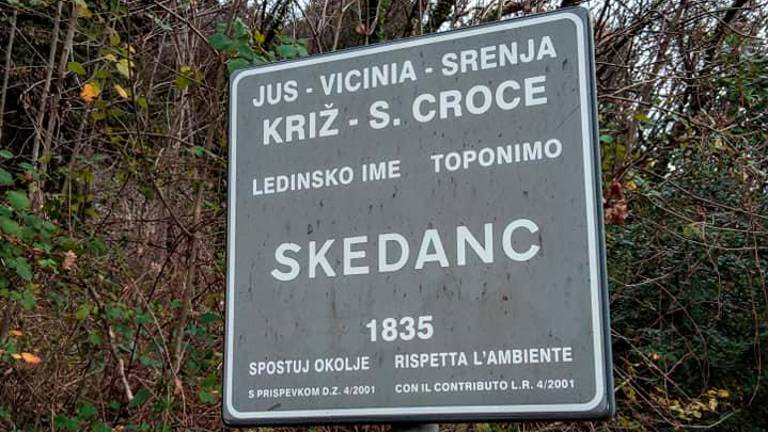 JUS - VICINIA - SRENJA
KRIŽ - S. CROCE
LEDINSKO IME TOPONIMO
SKEDANC
1835
SPOSTUJ OKOLJE RISPETTA L'AMBIENTE
S PRISPEVKOM D.Z. 4/2001 CON IL CONTRIBUTO L.R. 4/2001